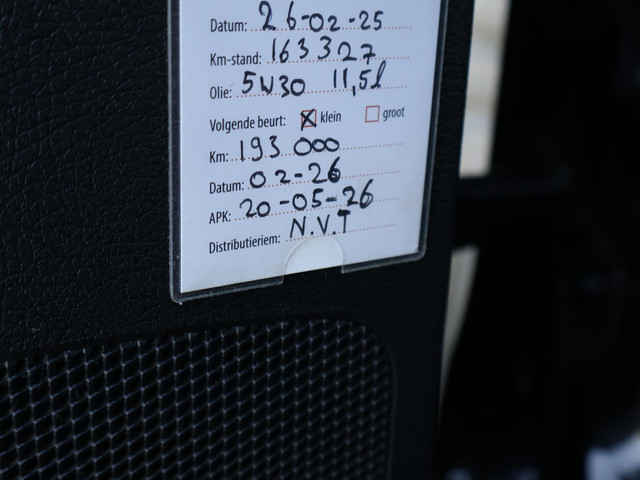 Datum: 26-02-25
Km-stand: 163327
Olie: 5W30 11,5l
Volgende beurt: klein groot
Km: 193 000
Datum: 02-26
APK: 20-05-26
Distributieriem: N.V.T